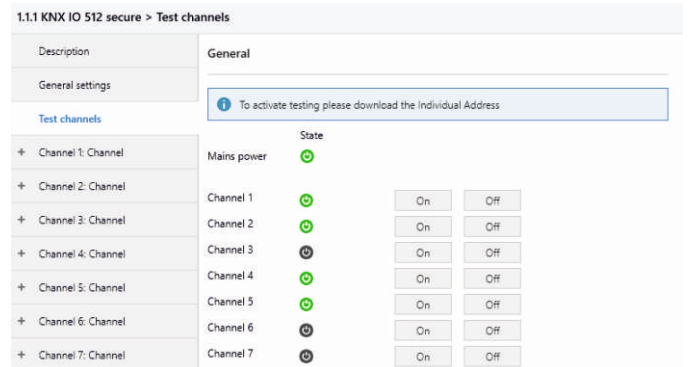 1.1.1 KNX IO 512 secure > Test channels
Description
General settings
Test channels
+ Channel 1: Channel
+ Channel 2: Channel
+ Channel 3: Channel
+ Channel 4: Channel
+ Channel 5: Channel
+ Channel 6: Channel
+ Channel 7: Channel
General
i To activate testing please download the Individual Address
State
Mains power
Channel 1 On Off
Channel 2 On Off
Channel 3 On Off
Channel 4 On Off
Channel 5 On Off
Channel 6 On Off
Channel 7 On Off